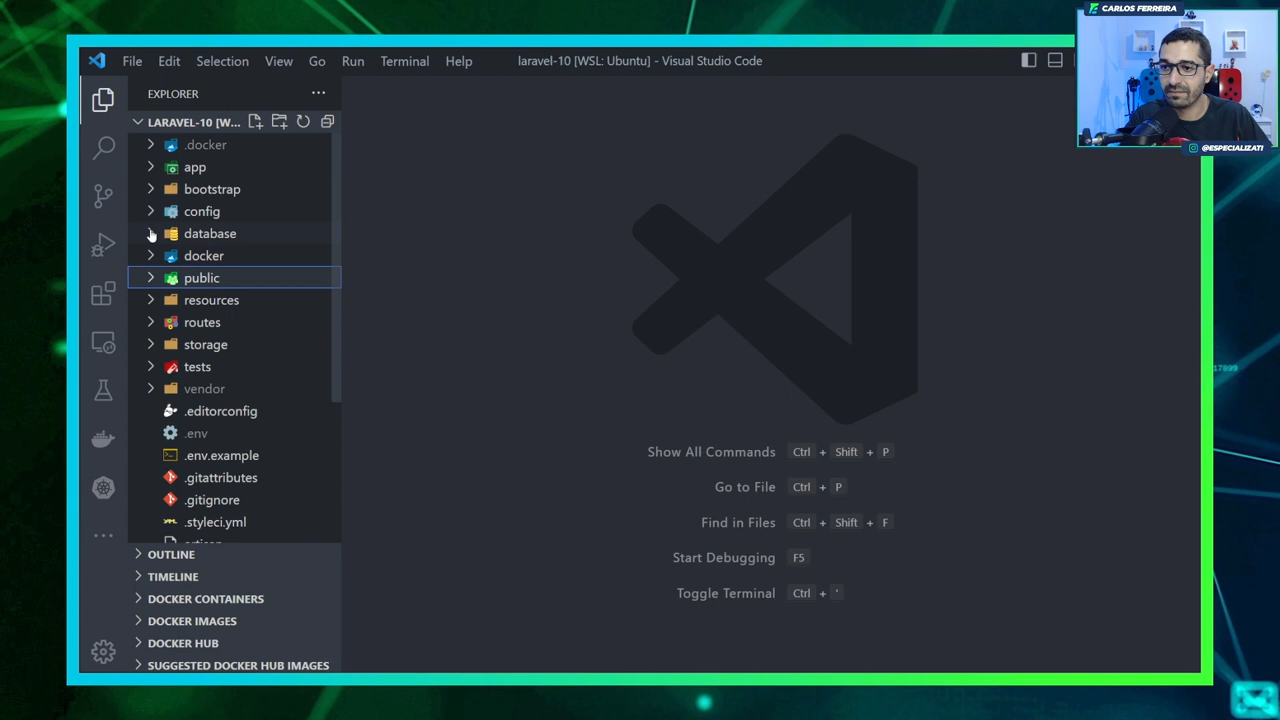 CARLOS FERREIRA
File Edit Selection View Go Run Terminal Help
laravel-10 [WSL: Ubuntu] - Visual Studio Code
EXPLORER
LARAVEL-10 [W...
.docker
app
bootstrap
config
database
docker
public
resources
routes
storage
tests
vendor
.editorconfig
.env
.env.example
.gitattributes
.gitignore
.styleci.yml
artisan
OUTLINE
TIMELINE
DOCKER CONTAINERS
DOCKER IMAGES
DOCKER HUB
SUGGESTED DOCKER HUB IMAGES
Show All Commands Ctrl + Shift + P
Go to File Ctrl + P
Find in Files Ctrl + Shift + F
Start Debugging F5
Toggle Terminal Ctrl + '
@ESPECIALIZATI
17899